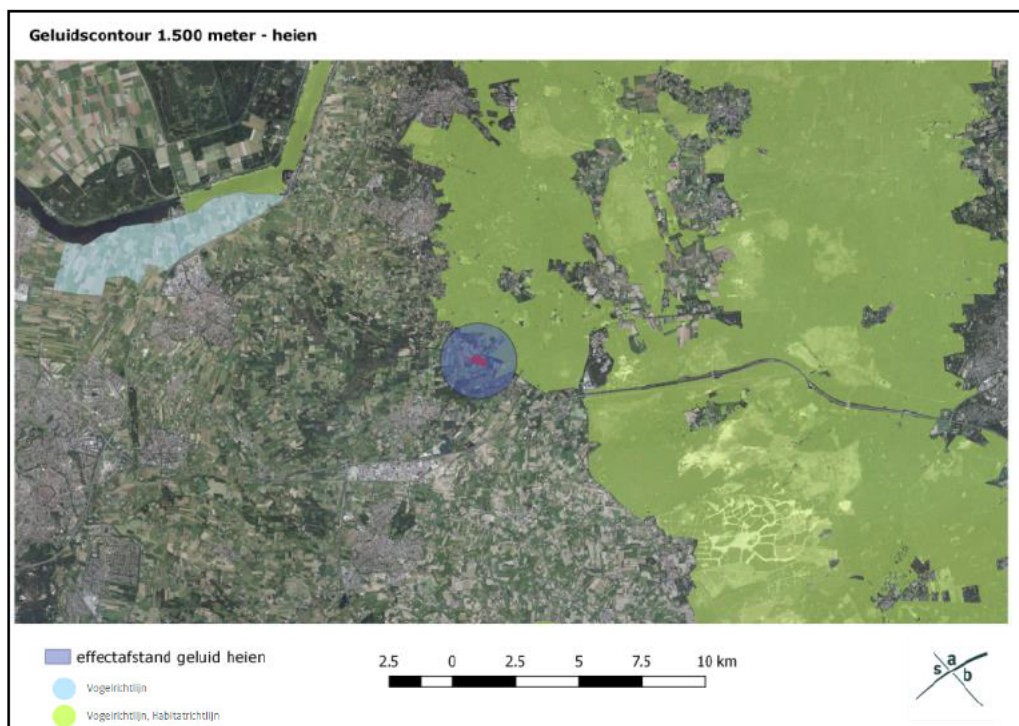 Geluidscontour 1.500 meter - heien
effectafstand geluid heien
Vogelrichtlijn
Vogelrichtlijn, Habitatrichtlijn
2.5 0 2.5 5 7.5 10 km
s a b